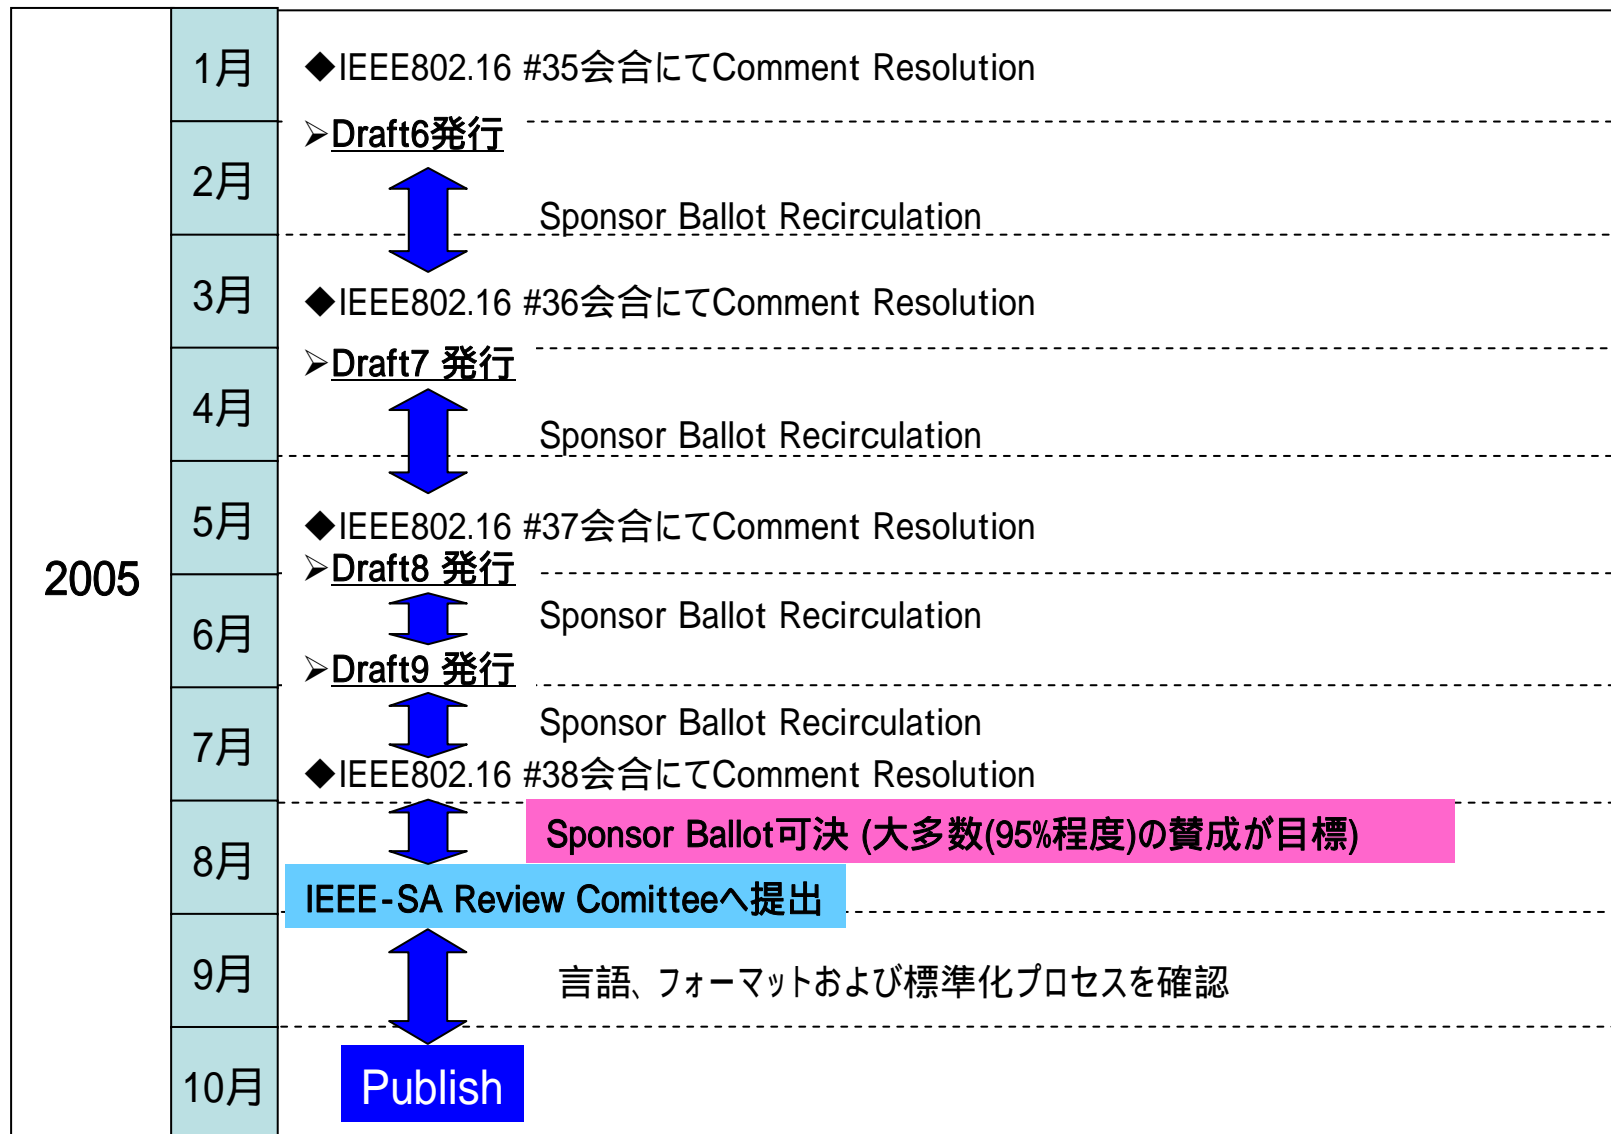 2005
1月
◆IEEE802.16 #35会合にてComment Resolution
➢Draft6発行
2月
Sponsor Ballot Recirculation
3月
◆IEEE802.16 #36会合にてComment Resolution
➢Draft7 発行
4月
Sponsor Ballot Recirculation
5月
◆IEEE802.16 #37会合にてComment Resolution
➢Draft8 発行
6月
Sponsor Ballot Recirculation
➢Draft9 発行
7月
Sponsor Ballot Recirculation
◆IEEE802.16 #38会合にてComment Resolution
8月
Sponsor Ballot可決 (大多数(95%程度)の賛成が目標)
IEEE-SA Review Comitteeへ提出
9月
言語、フォーマットおよび標準化プロセスを確認
10月
Publish